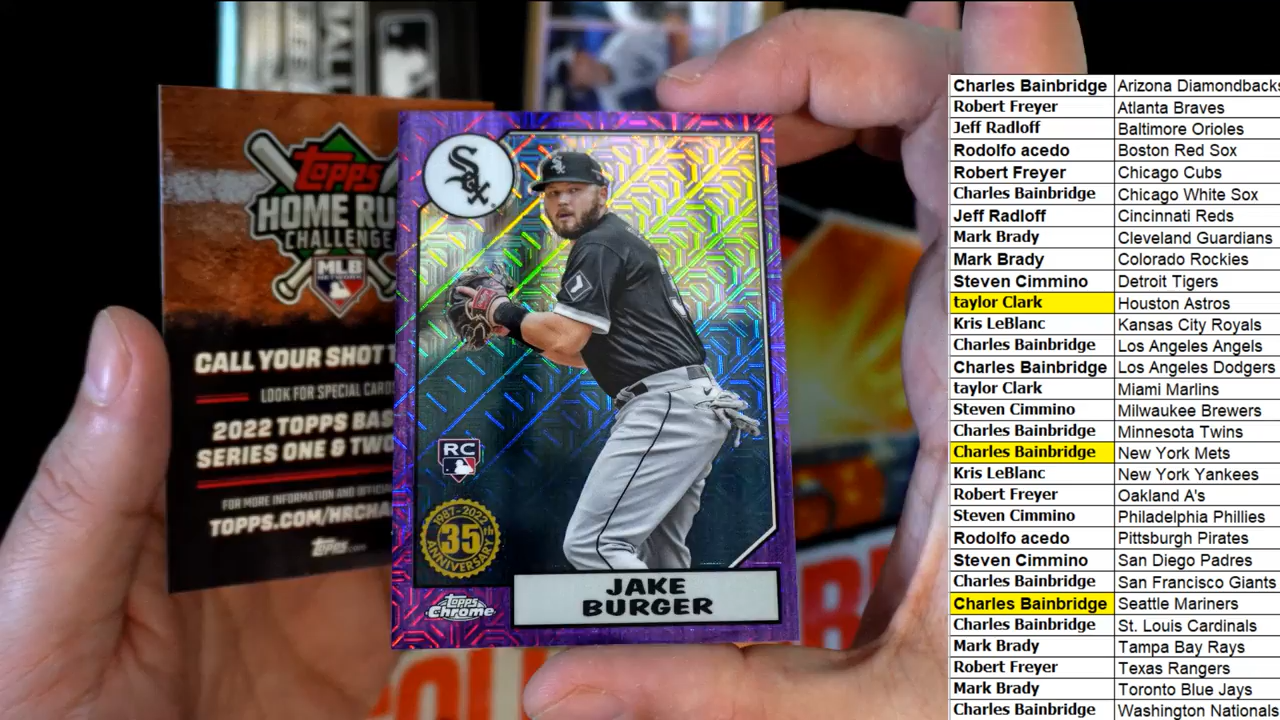 Topps
HOME RU
CHALLENGE
MLB
NETWORK
CALL YOUR SHOT T
LOOK FOR SPECIAL CARD
2022 TOPPS BAS
SERIES ONE & TWO
FOR MORE INFORMATION AND OFFICIA
TOPPS.COM/HRCHA
Topps.com
Sox
RC
1987-2022
35TH
ANNIVERSARY
Topps
Chrome
JAKE
BURGER
Charles Bainbridge Arizona Diamondbacks
Robert Freyer Atlanta Braves
Jeff Radloff Baltimore Orioles
Rodolfo acedo Boston Red Sox
Robert Freyer Chicago Cubs
Charles Bainbridge Chicago White Sox
Jeff Radloff Cincinnati Reds
Mark Brady Cleveland Guardians
Mark Brady Colorado Rockies
Steven Cimmino Detroit Tigers
taylor Clark Houston Astros
Kris LeBlanc Kansas City Royals
Charles Bainbridge Los Angeles Angels
Charles Bainbridge Los Angeles Dodgers
taylor Clark Miami Marlins
Steven Cimmino Milwaukee Brewers
Charles Bainbridge Minnesota Twins
Charles Bainbridge New York Mets
Kris LeBlanc New York Yankees
Robert Freyer Oakland A's
Steven Cimmino Philadelphia Phillies
Rodolfo acedo Pittsburgh Pirates
Steven Cimmino San Diego Padres
Charles Bainbridge San Francisco Giants
Charles Bainbridge Seattle Mariners
Charles Bainbridge St. Louis Cardinals
Mark Brady Tampa Bay Rays
Robert Freyer Texas Rangers
Mark Brady Toronto Blue Jays
Charles Bainbridge Washington Nationals